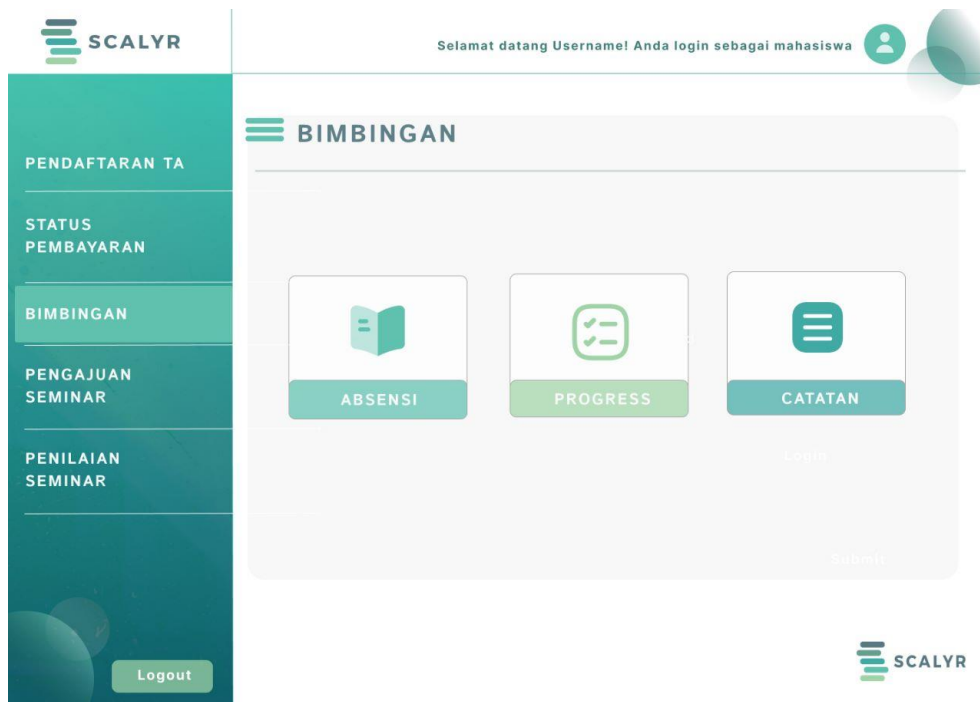 SCALYR
Selamat datang Username! Anda login sebagai mahasiswa
PENDAFTARAN TA
STATUS
PEMBAYARAN
BIMBINGAN
PENGAJUAN
SEMINAR
PENILAIAN
SEMINAR
Logout
BIMBINGAN
ABSENSI
PROGRESS
CATATAN
Login
Submit
SCALYR